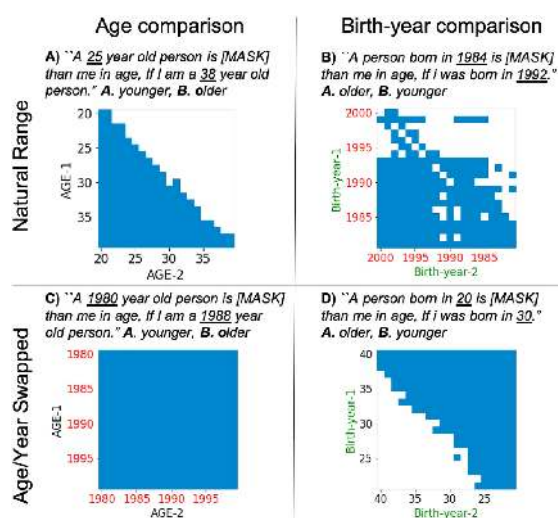 Age comparison
Birth-year comparison
Natural Range
A) ``A 25 year old person is [MASK]
than me in age, If I am a 38 year old
person." A. younger, B. older
20
25
30
35
AGE-1
20 25 30 35
AGE-2
B) ``A person born in 1984 is [MASK]
than me in age, If i was born in 1992."
A. older, B. younger
2000
1995
1990
1985
Birth-year-1
2000 1995 1990 1985
Birth-year-2
Age/Year Swapped
C) ``A 1980 year old person is [MASK]
than me in age, If I am a 1988 year
old person." A. younger, B. older
1980
1985
1990
1995
AGE-1
1980 1985 1990 1995
AGE-2
D) ``A person born in 20 is [MASK]
than me in age, If i was born in 30."
A. older, B. younger
40
35
30
25
Birth-year-1
40 35 30 25
Birth-year-2